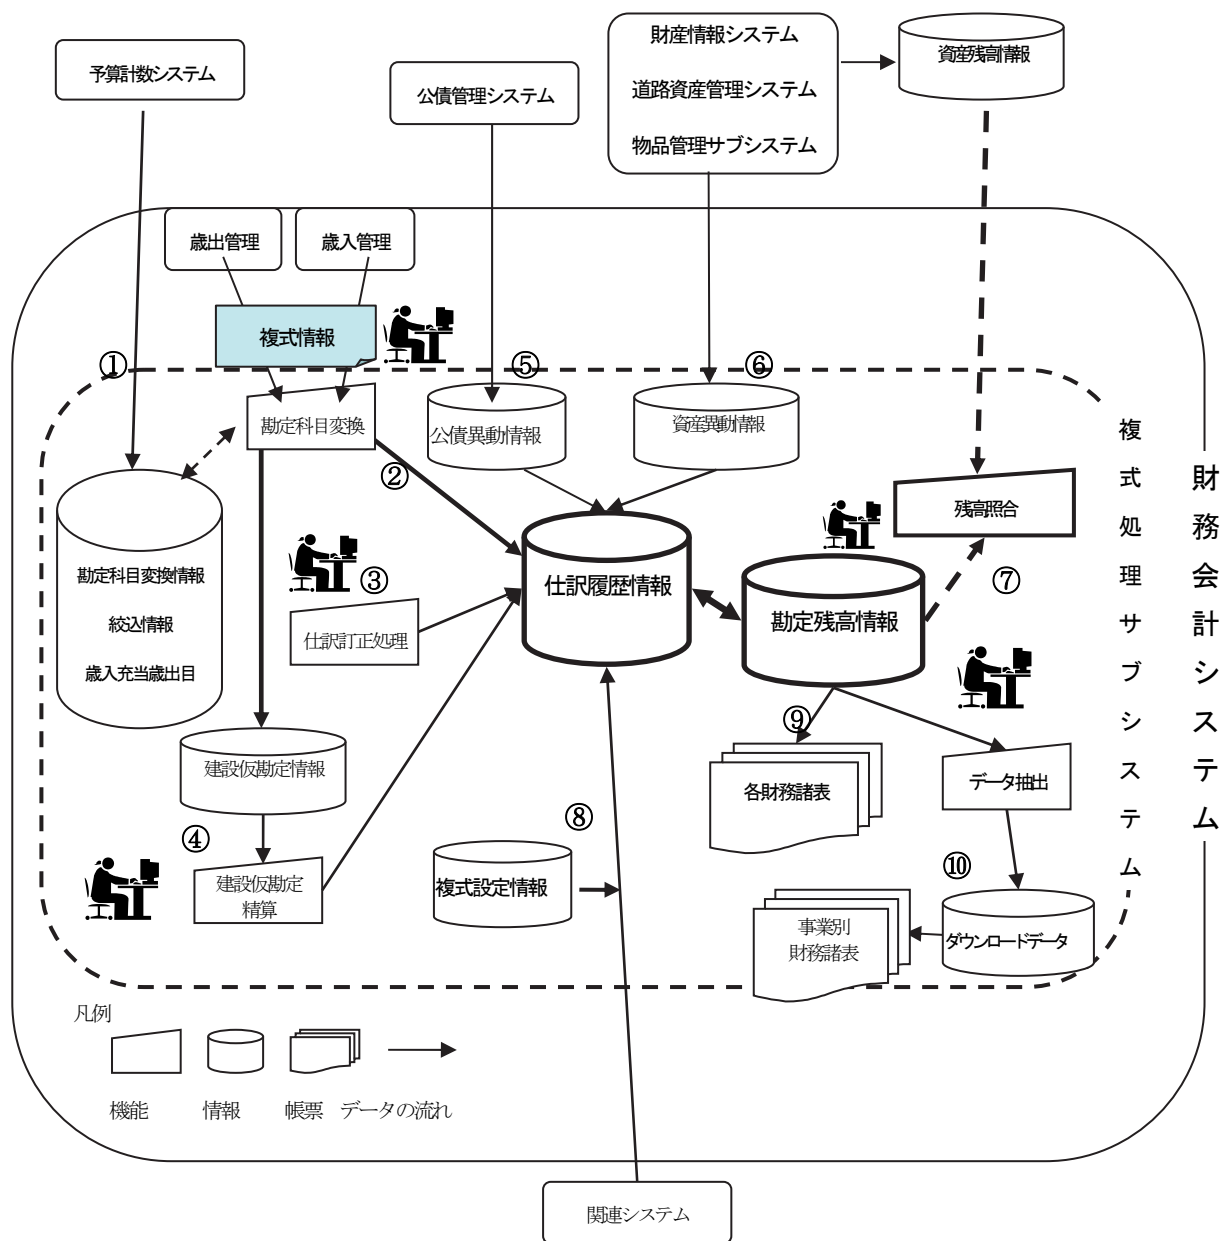 予算計数システム
公債管理システム
財産情報システム
道路資産管理システム
物品管理サブシステム
資産残高情報
歳出管理
歳入管理
複式情報
①
⑤
⑥
勘定科目変換
公債異動情報
資産異動情報
②
残高照合
勘定科目変換情報
絞込情報
歳入充当歳出目
③
仕訳訂正処理
仕訳履歴情報
勘定残高情報
⑦
複式処理サブシステム
財務会計システム
建設仮勘定情報
⑨
各財務諸表
データ抽出
④
⑧
建設仮勘定
精算
複式設定情報
⑩
事業別
財務諸表
ダウンロードデータ
凡例
機能
情報
帳票
データの流れ
関連システム